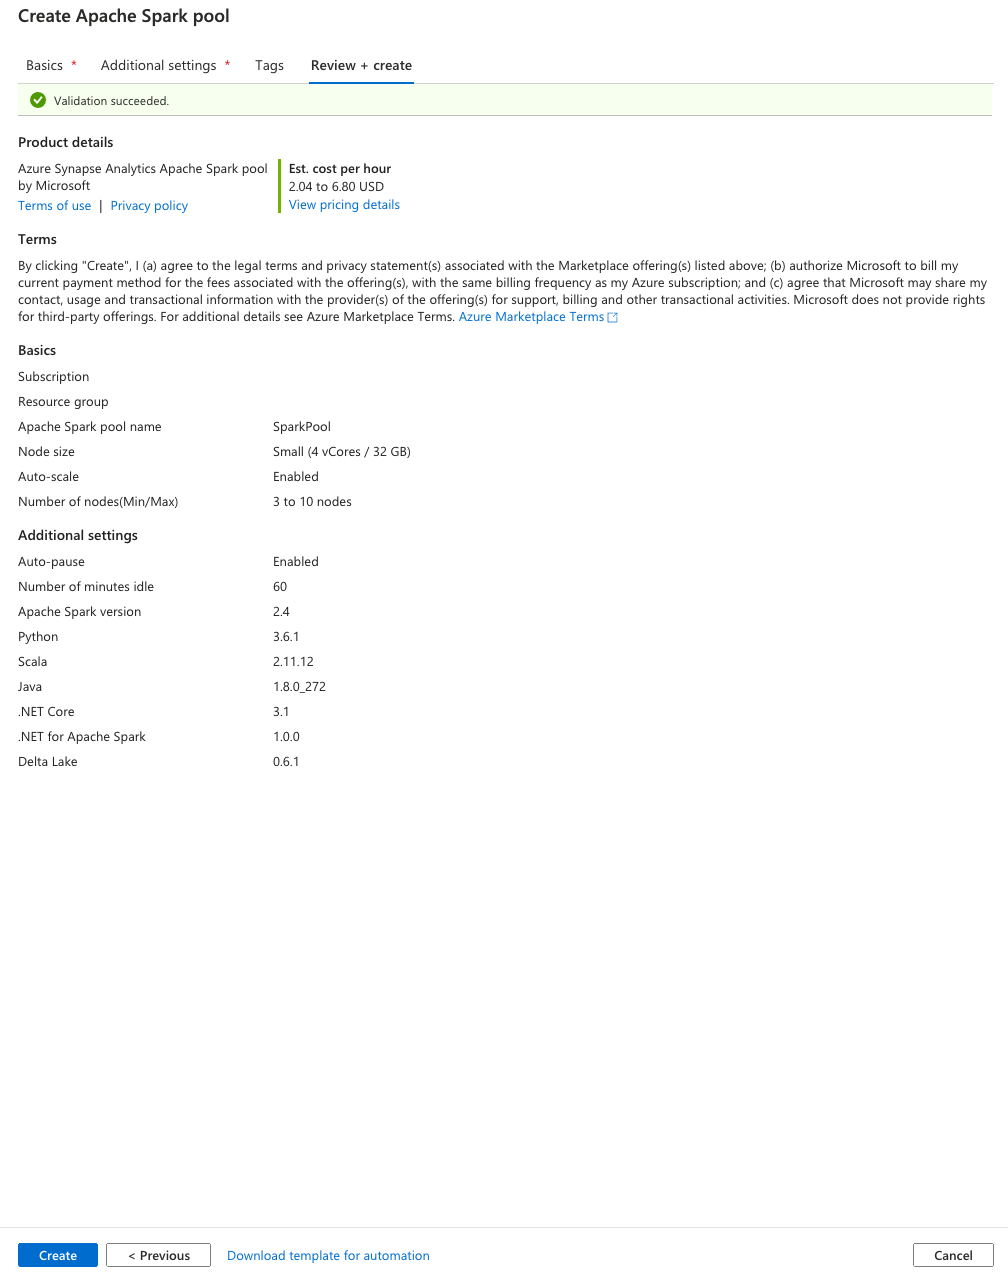 Create Apache Spark pool
Basics * Additional settings * Tags Review + create
Validation succeeded.
Product details
Azure Synapse Analytics Apache Spark pool
by Microsoft
Terms of use | Privacy policy
Est. cost per hour
2.04 to 6.80 USD
View pricing details
Terms
By clicking "Create", I (a) agree to the legal terms and privacy statement(s) associated with the Marketplace offering(s) listed above; (b) authorize Microsoft to bill my
current payment method for the fees associated with the offering(s), with the same billing frequency as my Azure subscription; and (c) agree that Microsoft may share my
contact, usage and transactional information with the provider(s) of the offering(s) for support, billing and other transactional activities. Microsoft does not provide rights
for third-party offerings. For additional details see Azure Marketplace Terms. Azure Marketplace Terms
Basics
Subscription
Resource group
Apache Spark pool name SparkPool
Node size Small (4 vCores / 32 GB)
Auto-scale Enabled
Number of nodes(Min/Max) 3 to 10 nodes
Additional settings
Auto-pause Enabled
Number of minutes idle 60
Apache Spark version 2.4
Python 3.6.1
Scala 2.11.12
Java 1.8.0_272
.NET Core 3.1
.NET for Apache Spark 1.0.0
Delta Lake 0.6.1
Create < Previous Download template for automation Cancel